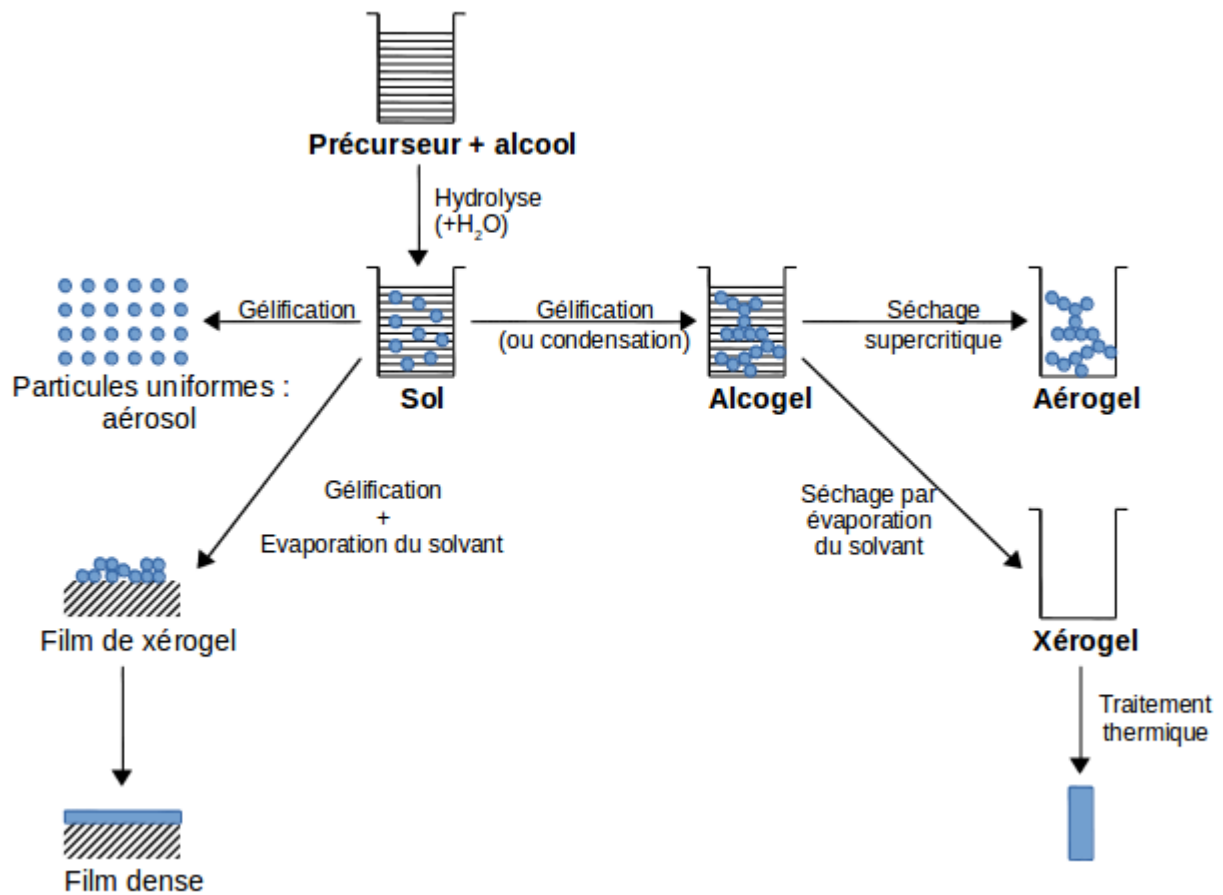 Précurseur + alcool
Hydrolyse
(+H₂O)
Gélification
Gélification
(ou condensation)
Séchage
supercritique
Particules uniformes :
aérosol
Sol
Alcogel
Aérogel
Gélification
+
Evaporation du solvant
Séchage par
évaporation
du solvant
Film de xérogel
Xérogel
Traitement
thermique
Film dense